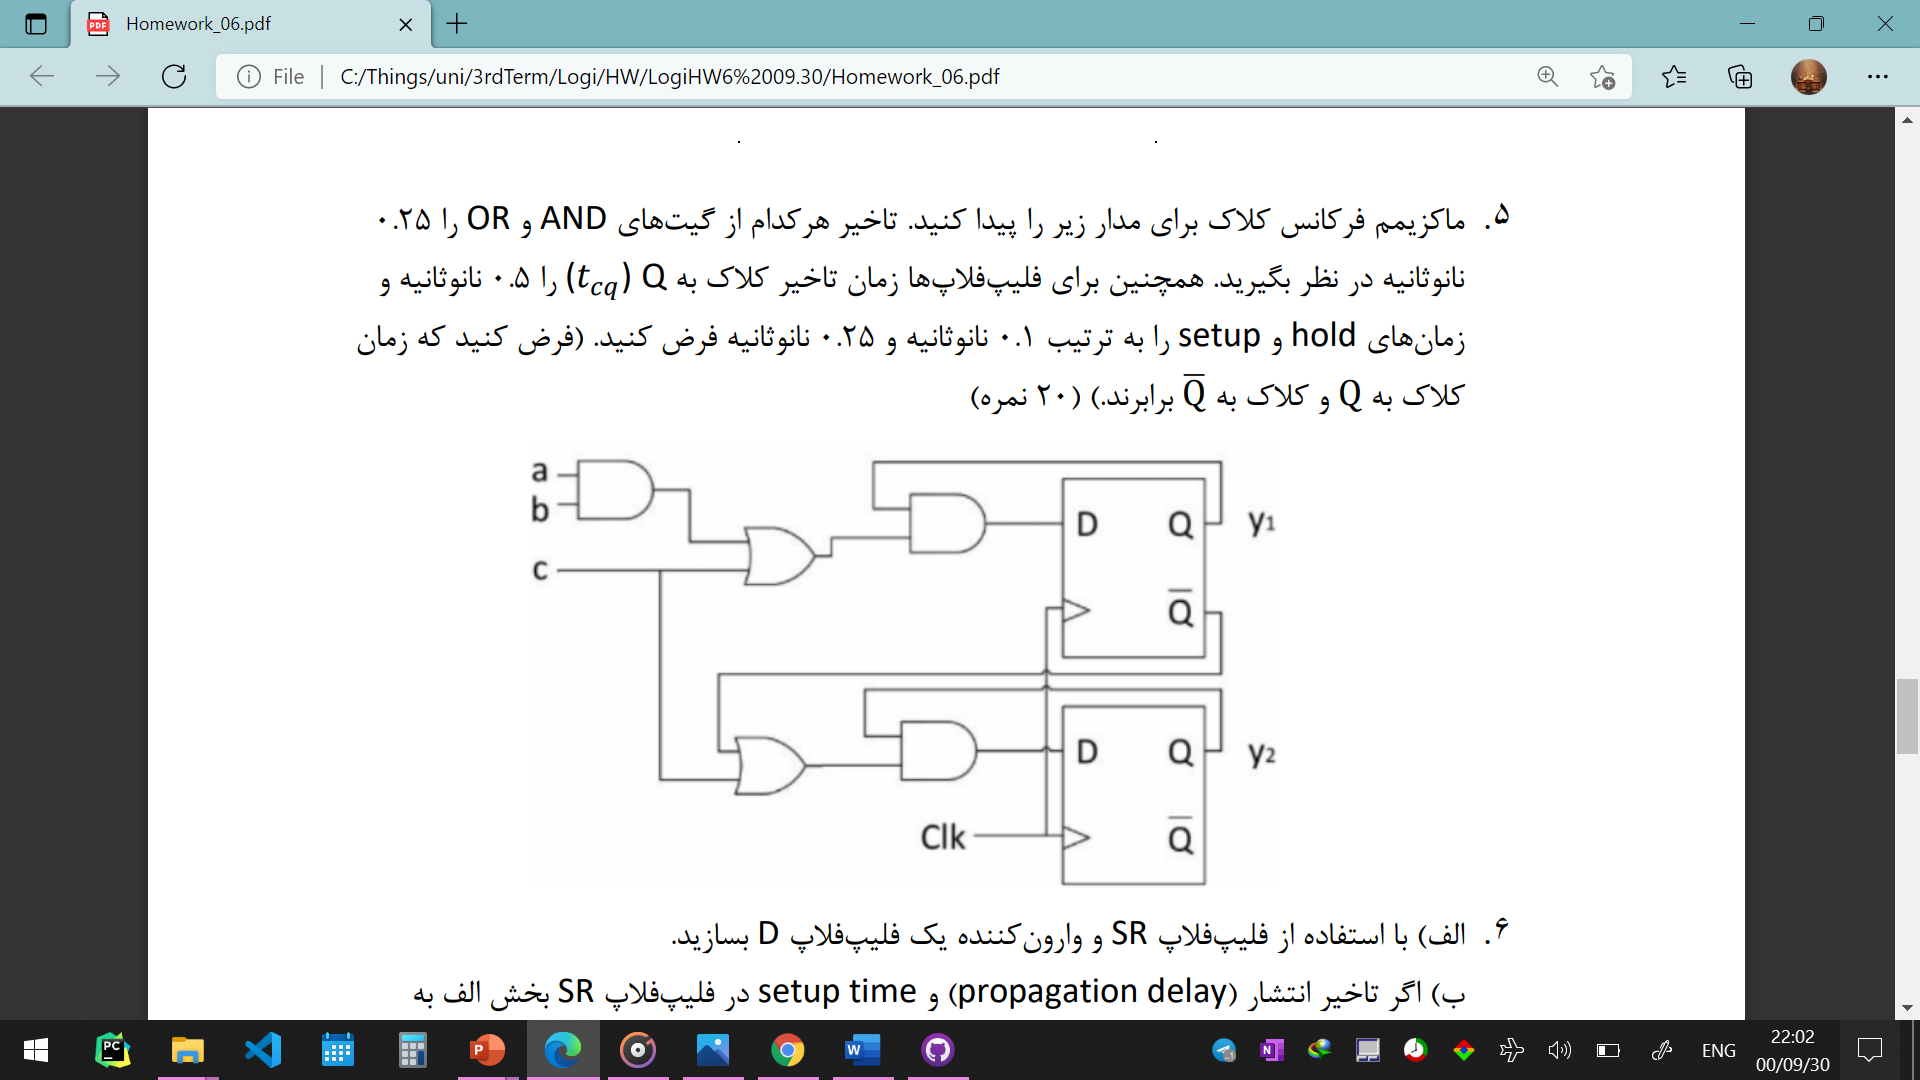 Homework_06.pdf
File
C:/Things/uni/3rdTerm/Logi/HW/LogiHW6%2009.30/Homework_06.pdf
۵. ماکزیمم فرکانس کلاک برای مدار زیر را پیدا کنید. تاخیر هرکدام از گیت‌های AND و OR را ۰.۲۵
نانوثانیه در نظر بگیرید. همچنین برای فلیپ‌فلاپ‌ها زمان تاخیر کلاک به Q (tcq) را ۰.۵ نانوثانیه و
زمان‌های hold و setup را به ترتیب ۰.۱ نانوثانیه و ۰.۲۵ نانوثانیه فرض کنید. (فرض کنید که زمان
کلاک به Q و کلاک به Q̅ برابرند.) (۲۰ نمره)
a
b
c
D Q y1
Q̅
D Q y2
Clk
Q̅
۶. الف) با استفاده از فلیپ‌فلاپ SR و وارون‌کننده یک فلیپ‌فلاپ D بسازید.
ب) اگر تاخیر انتشار (propagation delay) و setup time در فلیپ‌فلاپ SR بخش الف به
ENG
22:02
00/09/30